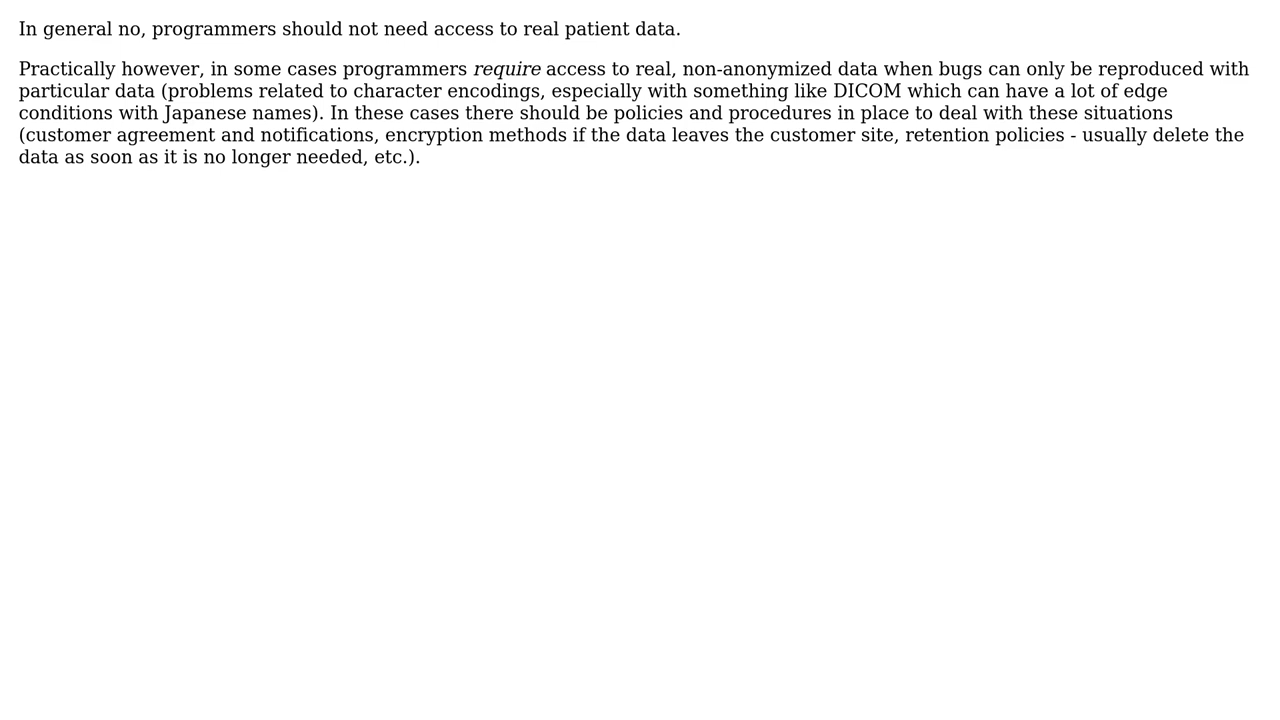 In general no, programmers should not need access to real patient data.
Practically however, in some cases programmers require access to real, non-anonymized data when bugs can only be reproduced with
particular data (problems related to character encodings, especially with something like DICOM which can have a lot of edge
conditions with Japanese names). In these cases there should be policies and procedures in place to deal with these situations
(customer agreement and notifications, encryption methods if the data leaves the customer site, retention policies - usually delete the
data as soon as it is no longer needed, etc.).